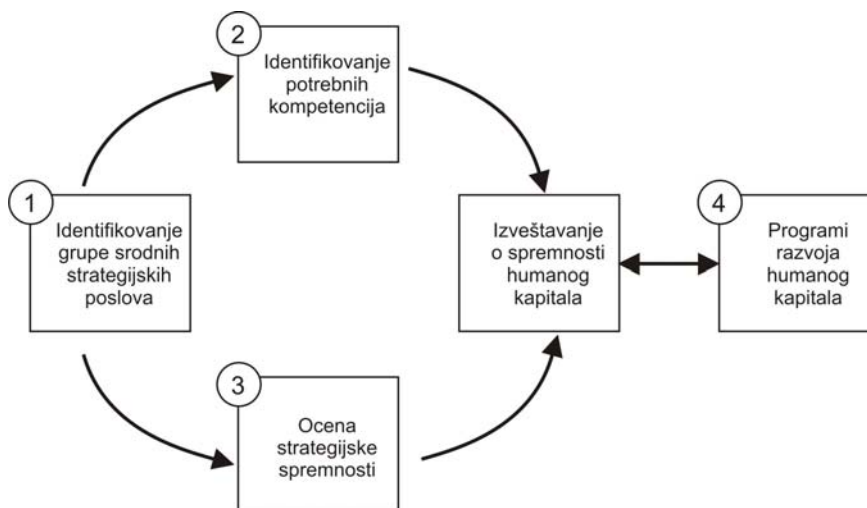 2
Identifikovanje
potrebnih
kompetencija
1
Identifikovanje
grupe srodnih
strategijskih
poslova
Izveštavanje
o spremnosti
humanog
kapitala
4
Programi
razvoja
humanog
kapitala
3
Ocena
strategijske
spremnosti